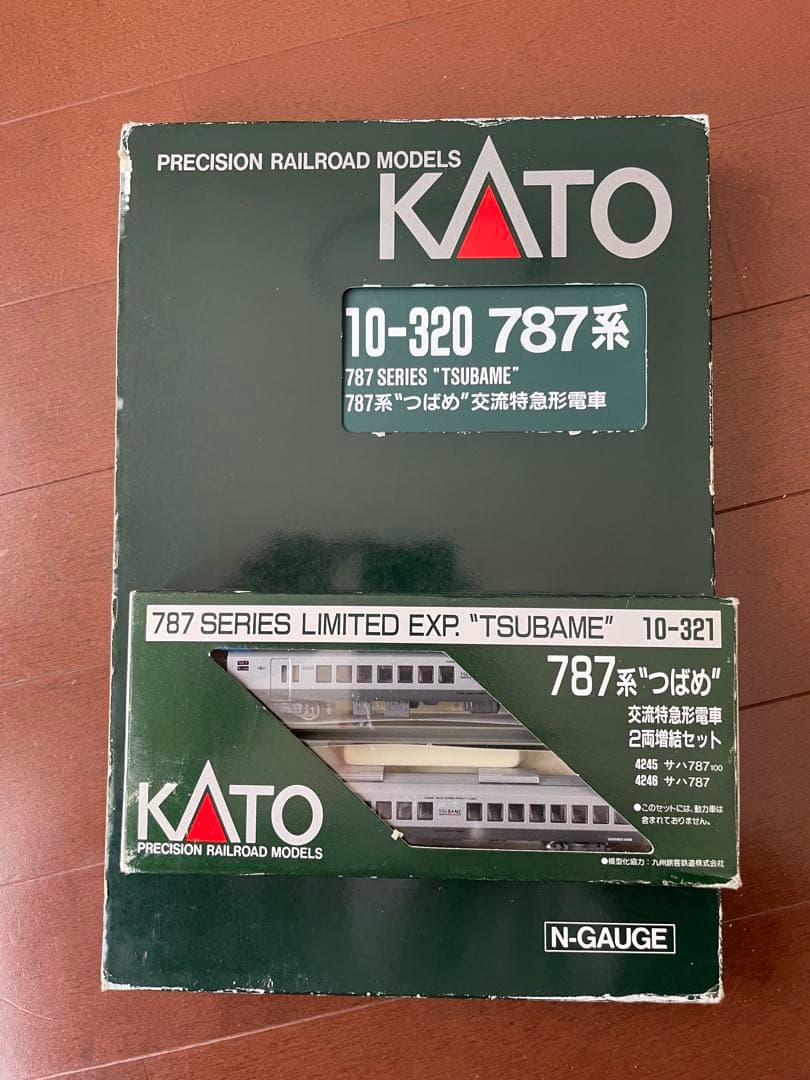 PRECISION RAILROAD MODELS
KATO
10-320 787系
787 SERIES "TSUBAME"
787系"つばめ"交流特急形電車
787 SERIES LIMITED EXP. "TSUBAME" 10-321
787系"つばめ"
交流特急形電車
2両増結セット
4245 サハ787 100
4246 サハ787
●このセットには、動力車は
含まれておりません。
TSUBAME
KATO
PRECISION RAILROAD MODELS
●模型化協力:九州旅客鉄道株式会社
N-GAUGE